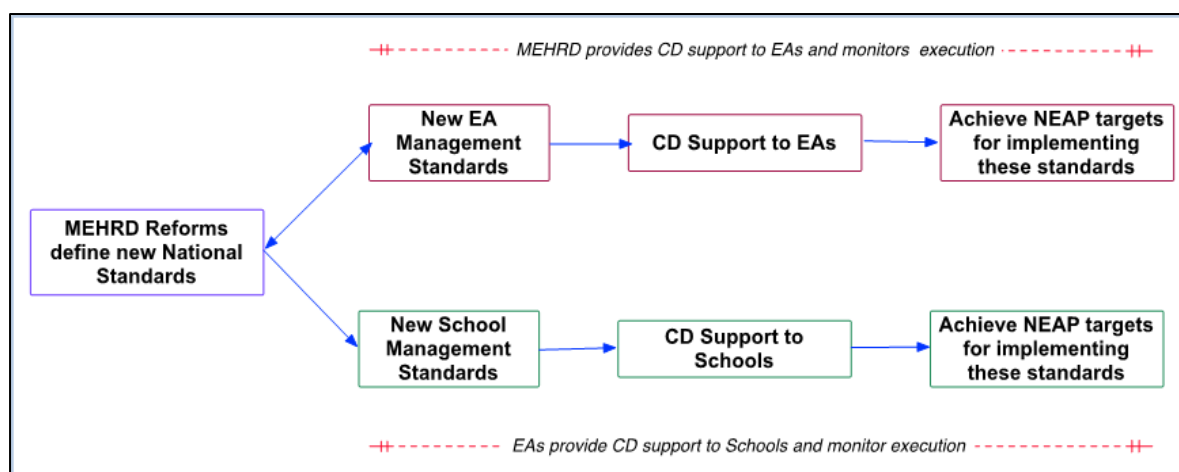 MEHRD provides CD support to EAs and monitors execution
New EA
Management
Standards
CD Support to EAs
Achieve NEAP targets
for implementing
these standards
MEHRD Reforms
define new National
Standards
New School
Management
Standards
CD Support to
Schools
Achieve NEAP targets
for implementing
these standards
EAs provide CD support to Schools and monitor execution